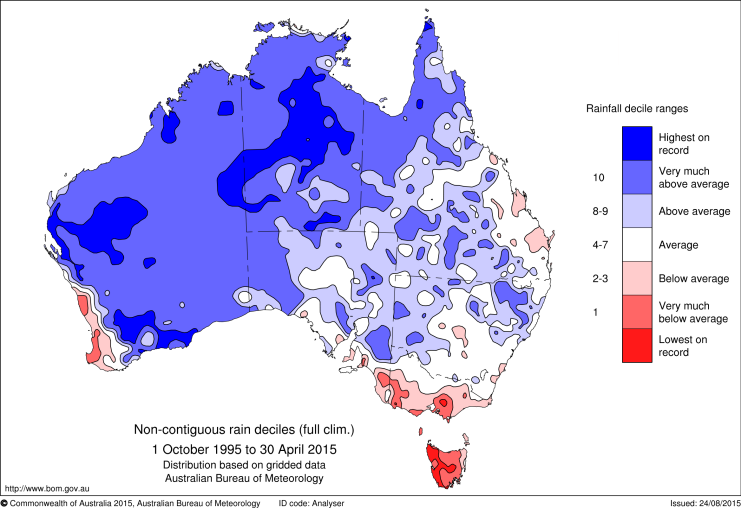 Rainfall decile ranges
Highest on
record
10
Very much
above average
8-9
Above average
4-7
Average
2-3
Below average
1
Very much
below average
Lowest on
record
Non-contiguous rain deciles (full clim.)
1 October 1995 to 30 April 2015
Distribution based on gridded data
Australian Bureau of Meteorology
http://www.bom.gov.au
© Commonwealth of Australia 2015, Australian Bureau of Meteorology ID code: Analyser Issued: 24/08/2015